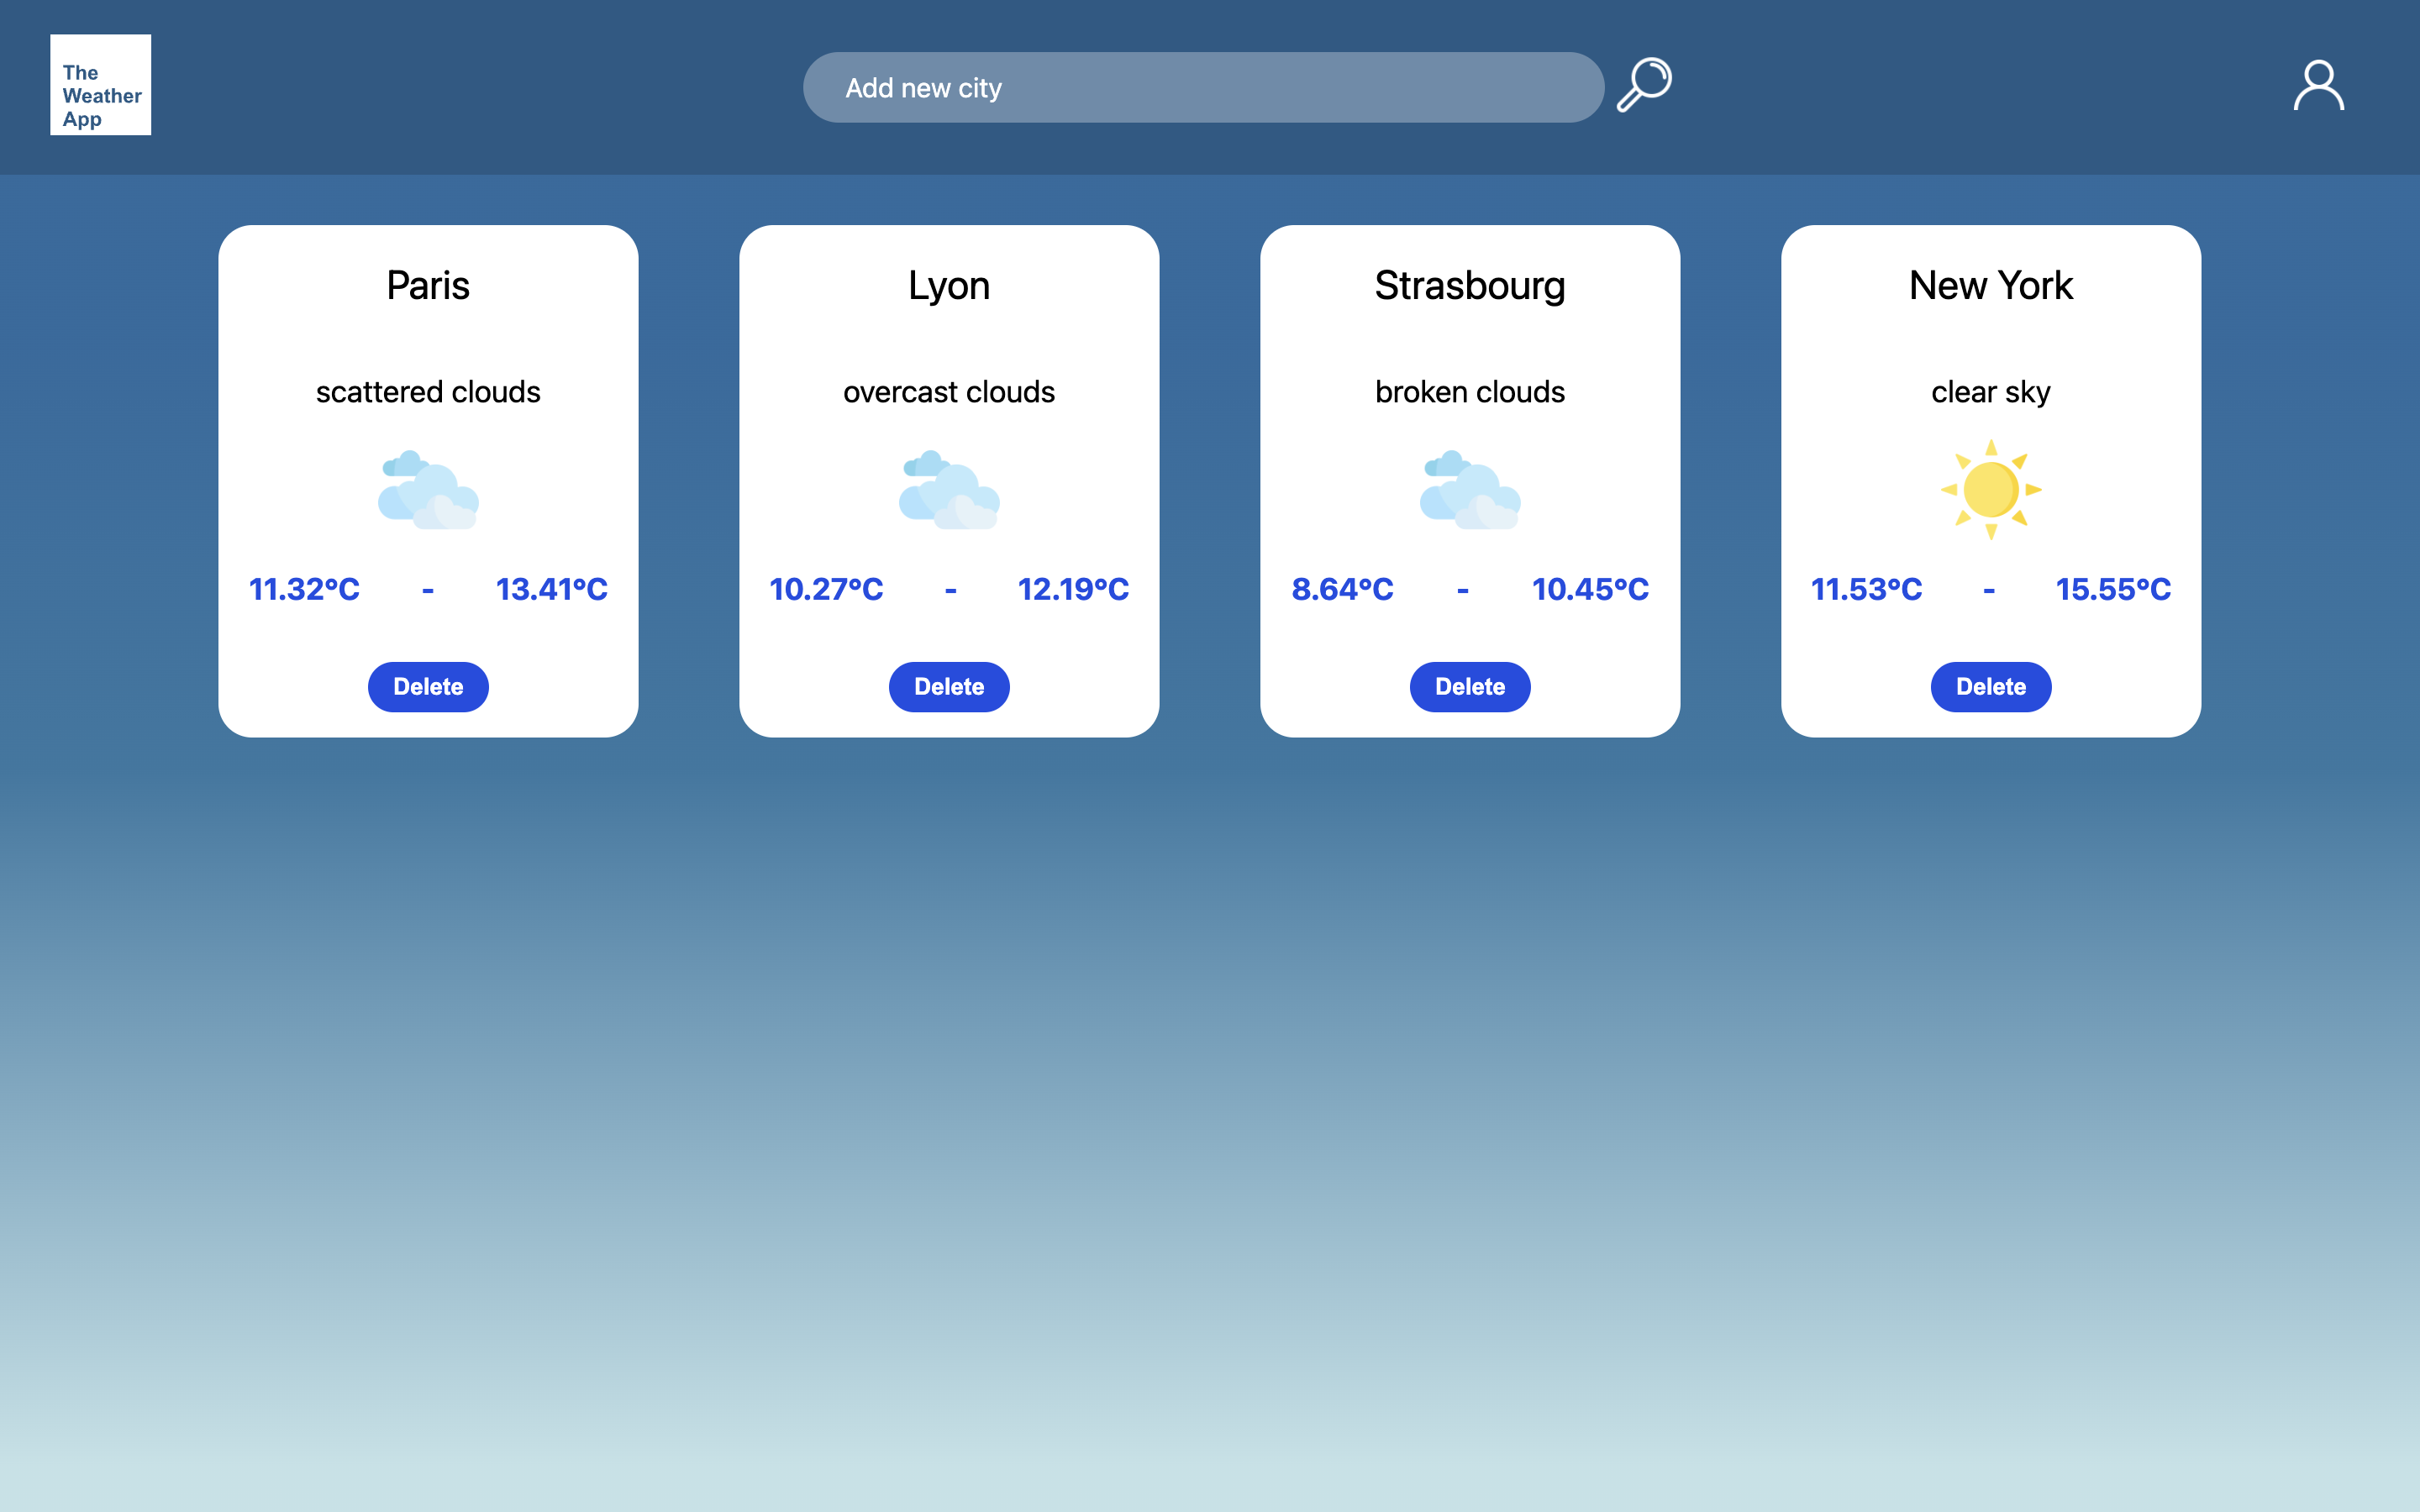 The
Weather
App
Add new city
Paris
scattered clouds
11.32°C - 13.41°C
Delete
Lyon
overcast clouds
10.27°C - 12.19°C
Delete
Strasbourg
broken clouds
8.64°C - 10.45°C
Delete
New York
clear sky
11.53°C - 15.55°C
Delete